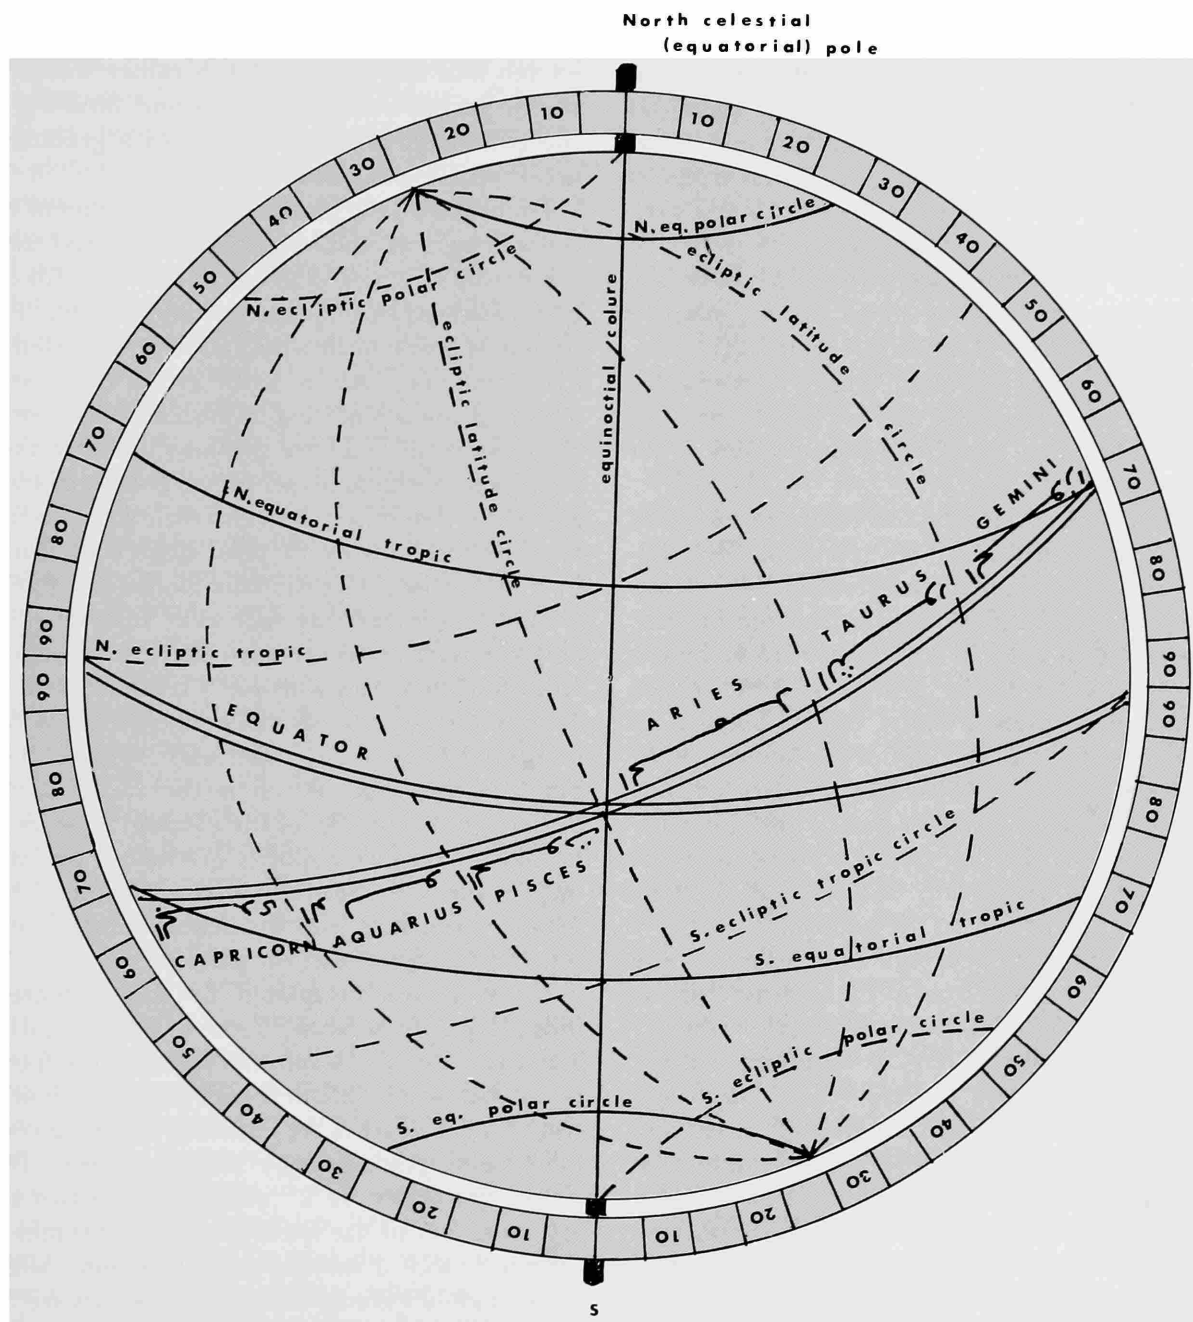 North celestial
(equatorial) pole
10
20
30
40
50
60
70
80
90
90
80
70
60
50
40
30
20
10
10
20
30
40
50
60
70
80
90
90
80
70
60
50
40
30
20
10
N. eq. polar circle
N. ecliptic polar circle
ecliptic latitude circle
ecliptic latitude circle
equinoctial colure
N. equatorial tropic
N. ecliptic tropic
EQUATOR
GEMINI
TAURUS
ARIES
PISCES
AQUARIUS
CAPRICORN
S. ecliptic tropic circle
S. equatorial tropic
S. ecliptic polar circle
S. eq. polar circle
S